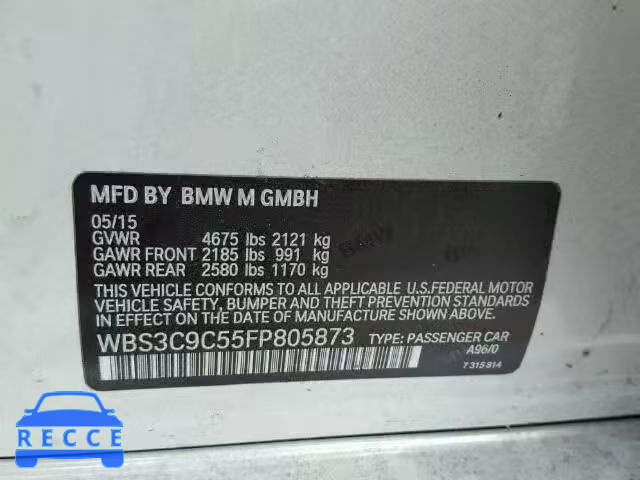 MFD BY BMW M GMBH
05/15
GVWR 4675 lbs 2121 kg
GAWR FRONT 2185 lbs 991 kg
GAWR REAR 2580 lbs 1170 kg
THIS VEHICLE CONFORMS TO ALL APPLICABLE U.S.FEDERAL MOTOR
VEHICLE SAFETY, BUMPER AND THEFT PREVENTION STANDARDS
IN EFFECT ON THE DATE OF MANUFACTURE SHOWN ABOVE.
WBS3C9C55FP805873 TYPE: PASSENGER CAR
A96/0
7 315 814
RECCE